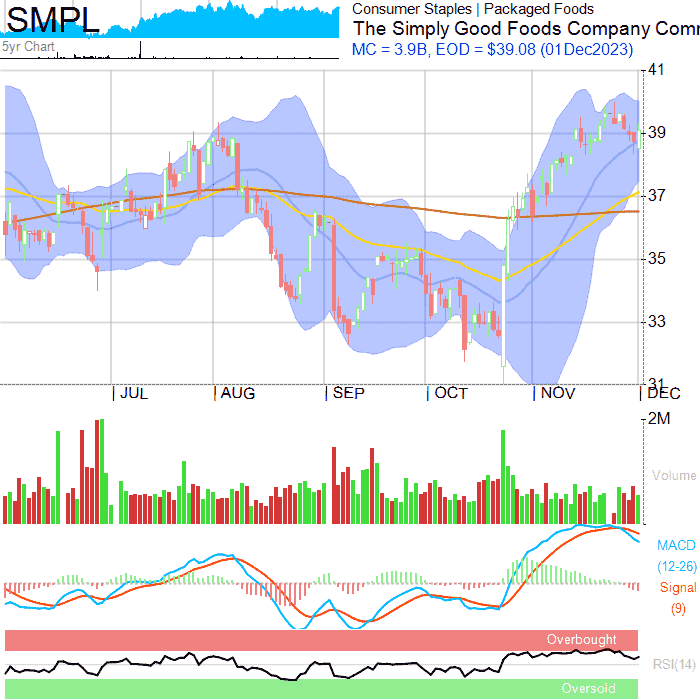 SMPL
5yr Chart
Consumer Staples | Packaged Foods
The Simply Good Foods Company Com
MC = 3.9B, EOD = $39.08 (01Dec2023)
41
39
37
35
33
31
JUL
AUG
SEP
OCT
NOV
DEC
2M
Volume
MACD
(12-26)
Signal
(9)
Overbought
RSI(14)
Oversold